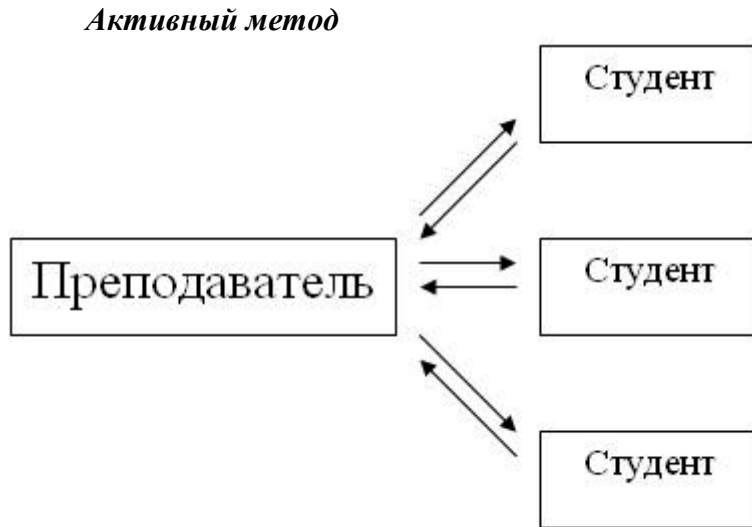 Активный метод
Студент
Преподаватель
Студент
Студент